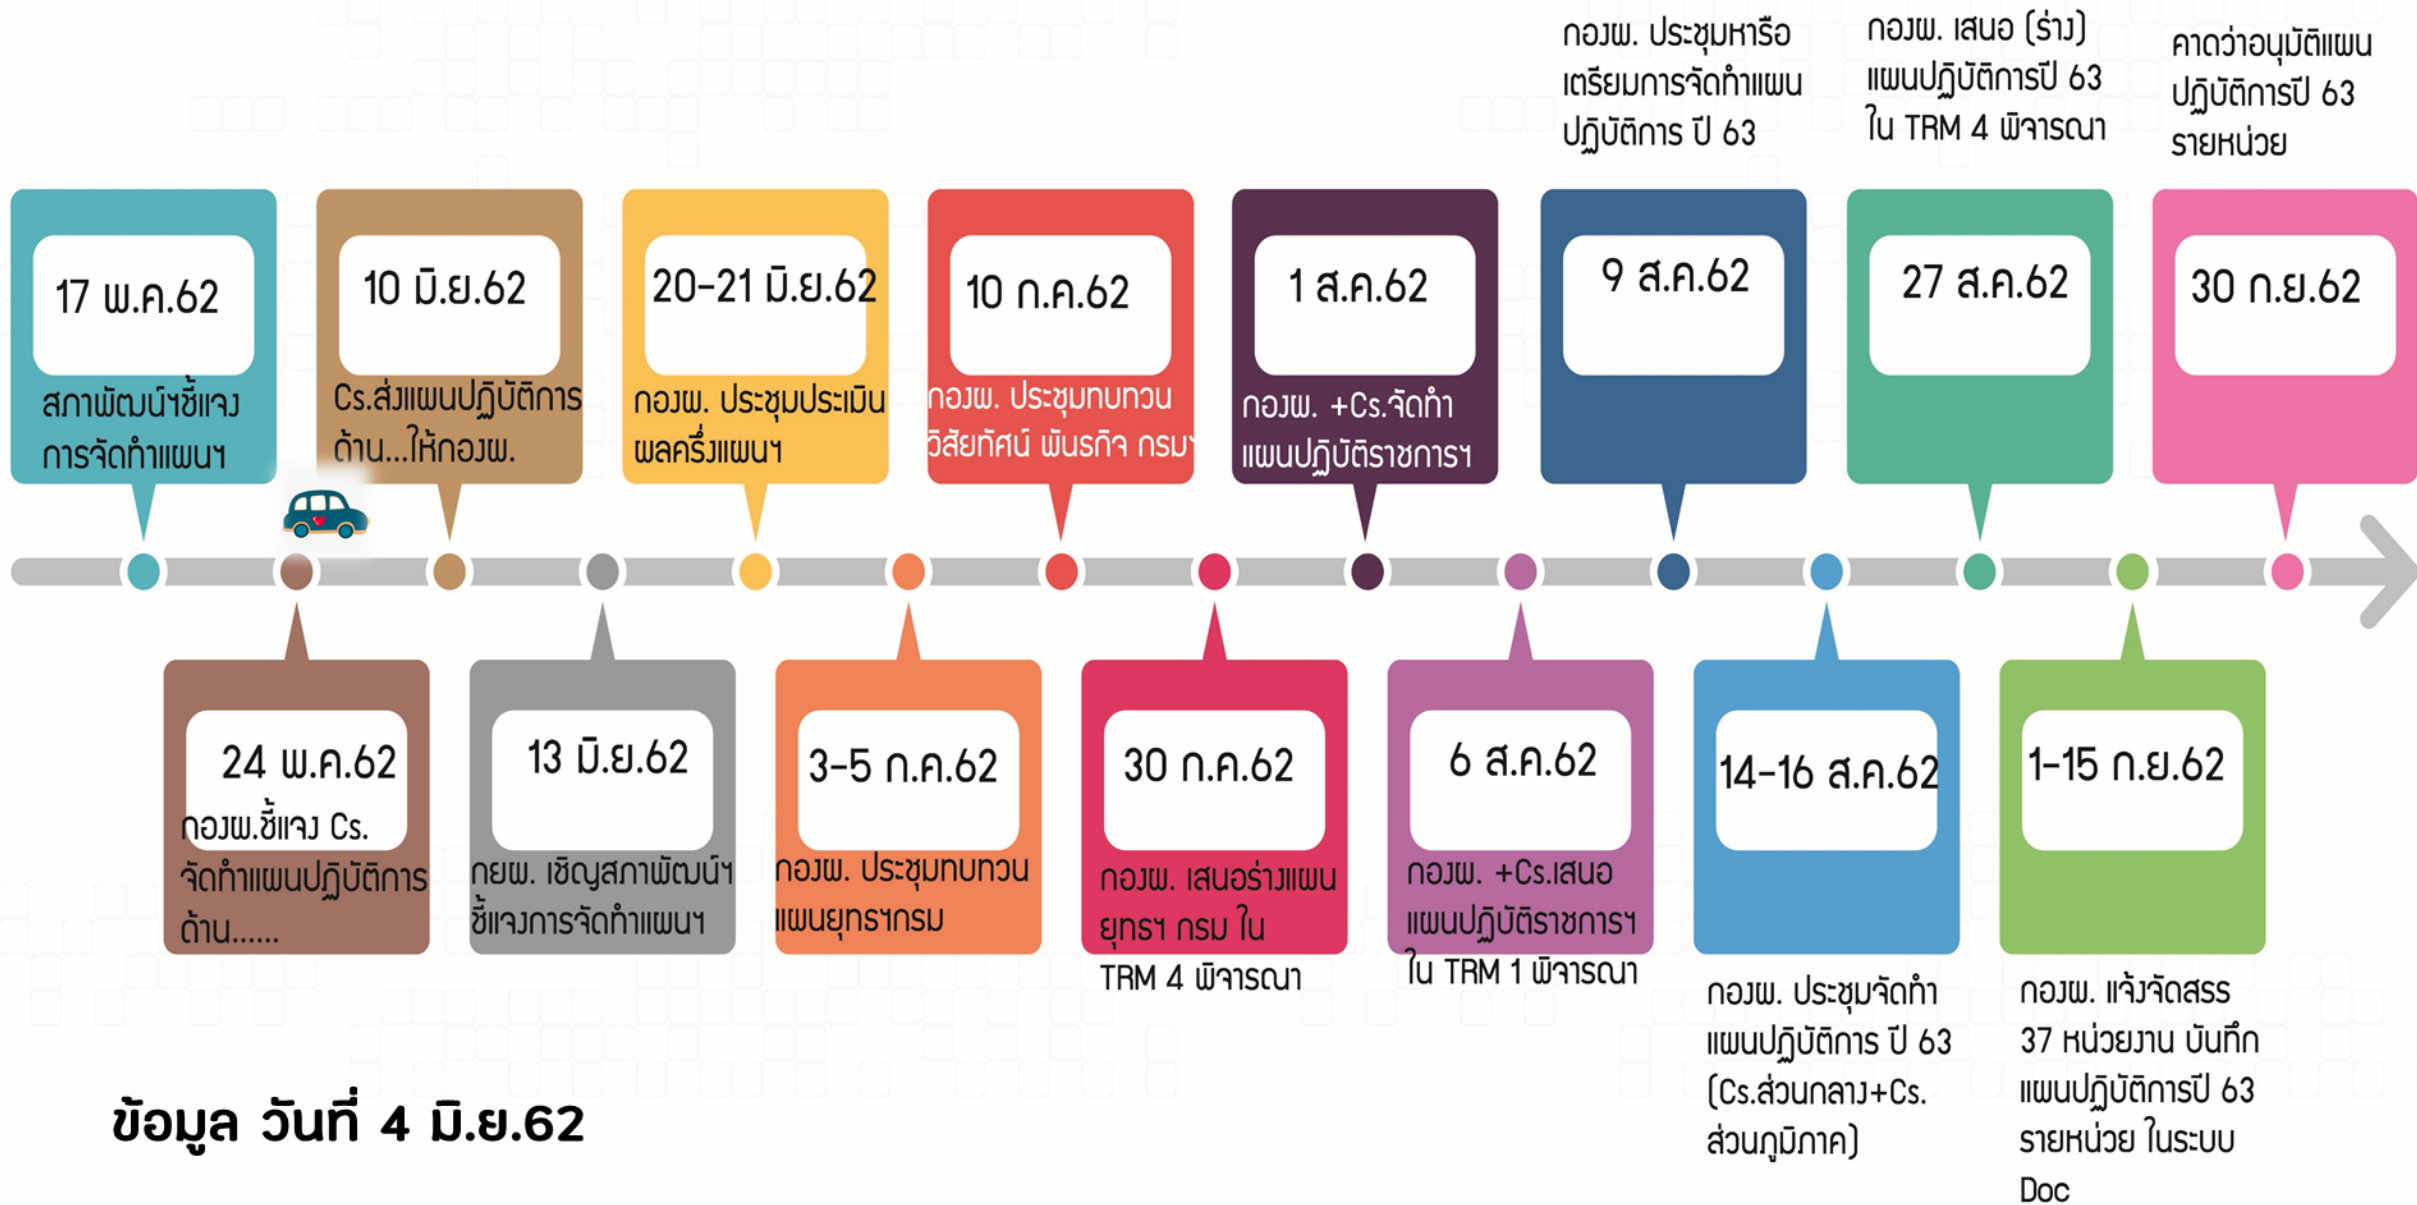 17 พ.ค.62
สภาพัฒน์ฯชี้แจง
การจัดทำแผนฯ
24 พ.ค.62
กองผ.ชี้แจง Cs.
จัดทำแผนปฏิบัติการ
ด้าน......
10 มิ.ย.62
Cs.ส่งแผนปฏิบัติการ
ด้าน...ให้กองผ.
13 มิ.ย.62
กยผ. เชิญสภาพัฒน์ฯ
ชี้แจงการจัดทำแผนฯ
20-21 มิ.ย.62
กองผ. ประชุมประเมิน
ผลครึ่งแผนฯ
3-5 ก.ค.62
กองผ. ประชุมทบทวน
แผนยุทธฯกรม
10 ก.ค.62
กองผ. ประชุมทบทวน
วิสัยทัศน์ พันธกิจ กรมฯ
30 ก.ค.62
กองผ. เสนอร่างแผน
ยุทธฯ กรม ใน
TRM 4 พิจารณา
1 ส.ค.62
กองผ. +Cs.จัดทำ
แผนปฏิบัติราชการฯ
6 ส.ค.62
กองผ. +Cs.เสนอ
แผนปฏิบัติราชการฯ
ใน TRM 1 พิจารณา
กองผ. ประชุมหารือ
เตรียมการจัดทำแผน
ปฏิบัติการ ปี 63
9 ส.ค.62
14-16 ส.ค.62
กองผ. ประชุมจัดทำ
แผนปฏิบัติการ ปี 63
(Cs.ส่วนกลาง+Cs.
ส่วนภูมิภาค)
กองผ. เสนอ (ร่าง)
แผนปฏิบัติการปี 63
ใน TRM 4 พิจารณา
27 ส.ค.62
1-15 ก.ย.62
กองผ. แจ้งจัดสรร
37 หน่วยงาน บันทึก
แผนปฏิบัติการปี 63
รายหน่วย ในระบบ
Doc
คาดว่าอนุมัติแผน
ปฏิบัติการปี 63
รายหน่วย
30 ก.ย.62
ข้อมูล วันที่ 4 มิ.ย.62